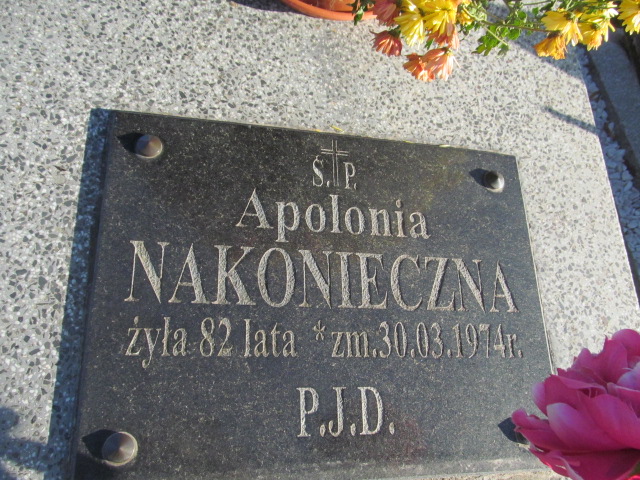 Ś.P.
Apolonia
NAKONIECZNA
żyła 82 lata *zm.30.03.1974r.
P.J.D.